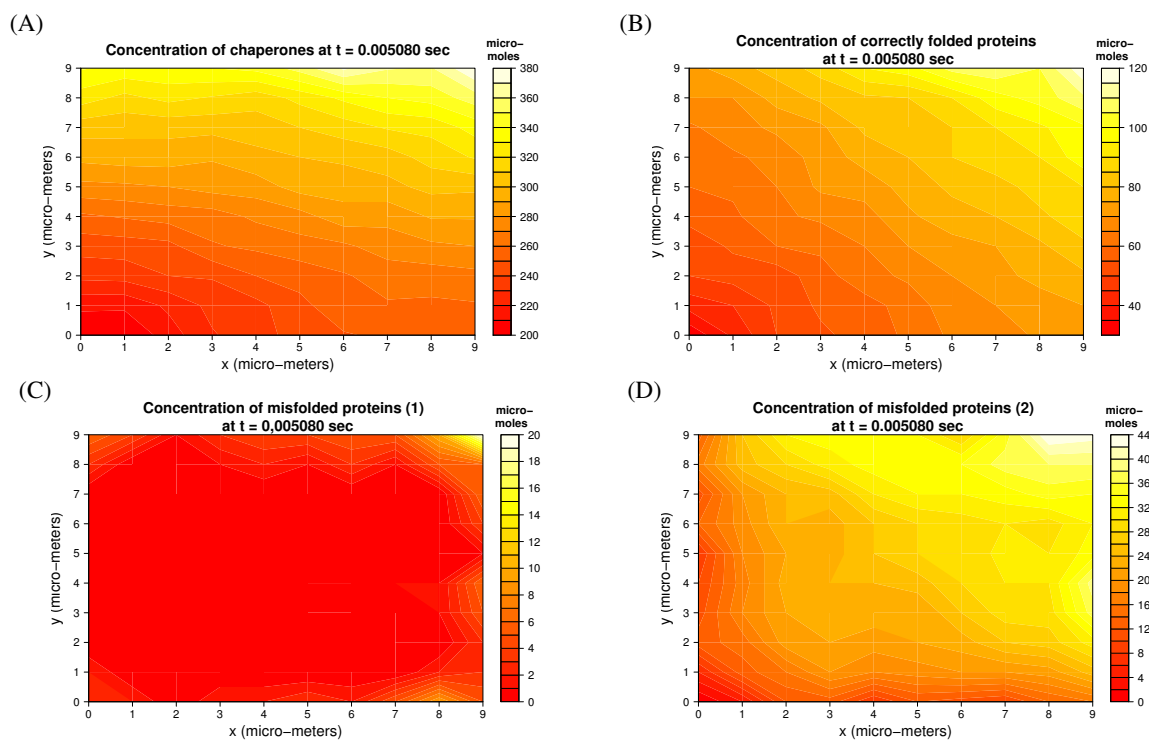 (A)
Concentration of chaperones at t = 0.005080 sec
micro-
moles
9
8
7
6
5
4
3
2
1
0
y (micro-meters)
0 1 2 3 4 5 6 7 8 9
x (micro-meters)
380
360
340
320
300
280
260
240
220
200
(B)
Concentration of correctly folded proteins
at t = 0.005080 sec
micro-
moles
9
8
7
6
5
4
3
2
1
0
y (micro-meters)
0 1 2 3 4 5 6 7 8 9
x (micro-meters)
120
100
80
60
40
(C)
Concentration of misfolded proteins (1)
at t = 0,005080 sec
micro-
moles
9
8
7
6
5
4
3
2
1
0
y (micro-meters)
0 1 2 3 4 5 6 7 8 9
x (micro-meters)
20
18
16
14
12
10
8
6
4
2
0
(D)
Concentration of misfolded proteins (2)
at t = 0.005080 sec
micro-
moles
9
8
7
6
5
4
3
2
1
0
y (micro-meters)
0 1 2 3 4 5 6 7 8 9
x (micro-meters)
44
40
36
32
28
24
20
16
12
8
4
0